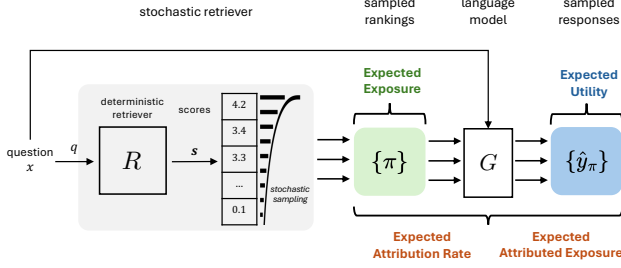 stochastic retriever
sampled
rankings
language
model
sampled
responses
Expected
Exposure
Expected
Utility
deterministic
retriever
scores
question
x
q
R
s
4.2
3.4
3.3
...
0.1
stochastic
sampling
{π}
G
{ŷπ}
Expected
Attribution Rate
Expected
Attributed Exposure